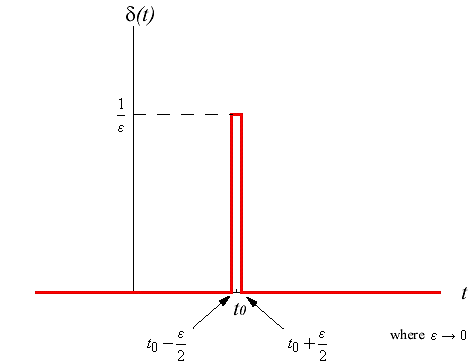 δ(t)
1/ε
t
t₀
t₀ − ε/2
t₀ + ε/2
where ε → 0